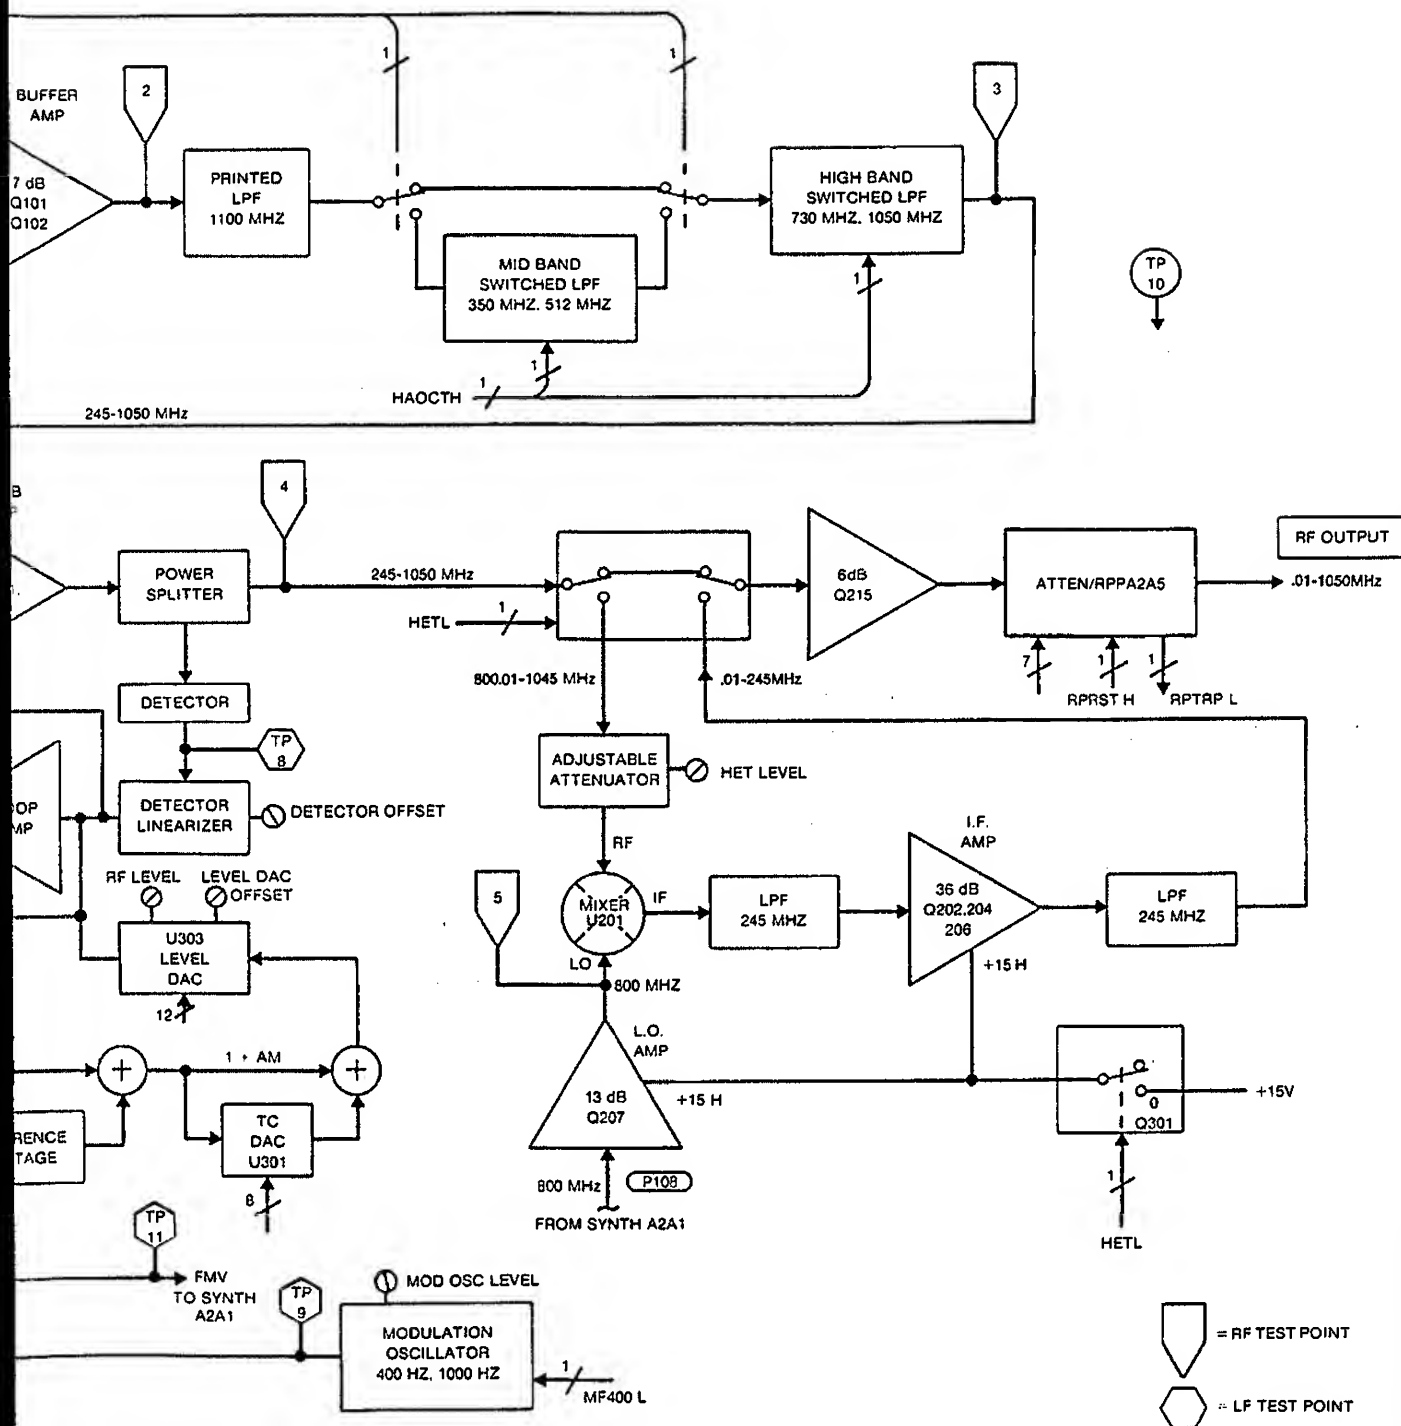 1
1
BUFFER
AMP
2
3
7 dB
Q101
Q102
PRINTED
LPF
1100 MHZ
HIGH BAND
SWITCHED LPF
730 MHZ, 1050 MHZ
MID BAND
SWITCHED LPF
350 MHZ, 512 MHZ
TP
10
1
1
HAOCTH
1
245-1050 MHz
B
4
POWER
SPLITTER
245-1050 MHz
HETL
1
6dB
Q215
ATTEN/RPPA2A5
RF OUTPUT
.01-1050MHz
7
1
1
RPRST H
RPTRP L
800.01-1045 MHz
.01-245MHz
DETECTOR
TP
8
ADJUSTABLE
ATTENUATOR
HET LEVEL
DETECTOR
LINEARIZER
DETECTOR OFFSET
OOP
MP
RF
RF LEVEL
LEVEL DAC
OFFSET
5
MIXER
U201
IF
LO
LPF
245 MHZ
I.F.
AMP
36 dB
Q202,204
206
LPF
245 MHZ
U303
LEVEL
DAC
12
800 MHZ
+15 H
L.O.
AMP
1 + AM
13 dB
Q207
+15 H
0
Q301
+15V
RENCE
TAGE
TC
DAC
U301
8
800 MHz
P108
FROM SYNTH A2A1
1
HETL
TP
11
FMV
TO SYNTH
A2A1
TP
9
MOD OSC LEVEL
MODULATION
OSCILLATOR
400 HZ, 1000 HZ
1
MF400 L
= RF TEST POINT
= LF TEST POINT